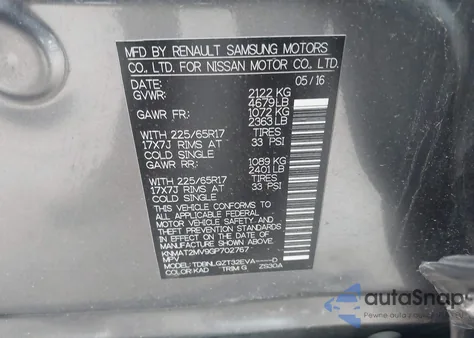 MFD BY RENAULT SAMSUNG MOTORS
CO., LTD. FOR NISSAN MOTOR CO., LTD.
DATE: 05/16
GVWR: 2122 KG
4679 LB
GAWR FR: 1072 KG
2363 LB
WITH 225/65R17 TIRES
17X7J RIMS AT 33 PSI
COLD SINGLE
GAWR RR: 1089 KG
2401 LB
WITH 225/65R17 TIRES
17X7J RIMS AT 33 PSI
COLD SINGLE
THIS VEHICLE CONFORMS TO ALL
APPLICABLE FEDERAL MOTOR
VEHICLE SAFETY, BUMPER, AND
THEFT PREVENTION STANDARDS
IN EFFECT ON THE DATE OF
MANUFACTURE SHOWN ABOVE.
KNMAT2MV9GP702767
MPV
MODEL: TDBNLGZT32EVA----D
COLOR: KAD TRIM: G ZS30A
autoSnap